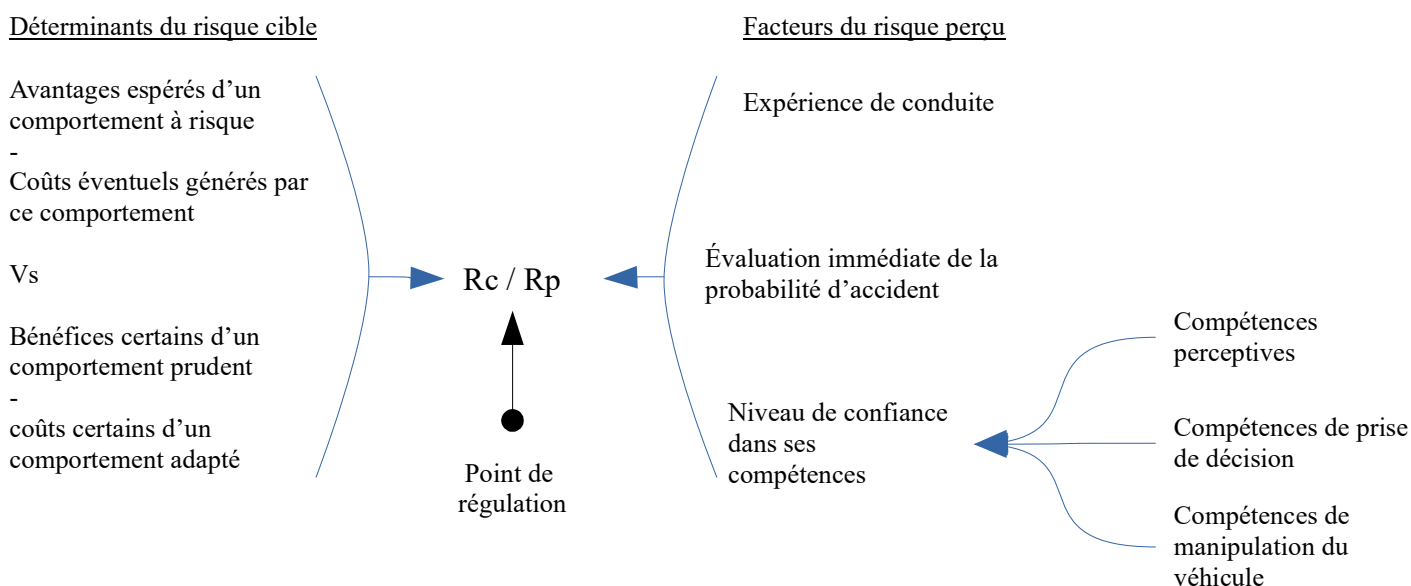 Déterminants du risque cible
Avantages espérés d’un
comportement à risque
-
Coûts éventuels générés par
ce comportement
Vs
Bénéfices certains d’un
comportement prudent
-
coûts certains d’un
comportement adapté
Rc / Rp
Point de
régulation
Facteurs du risque perçu
Expérience de conduite
Évaluation immédiate de la
probabilité d’accident
Niveau de confiance
dans ses
compétences
Compétences
perceptives
Compétences de prise
de décision
Compétences de
manipulation du
véhicule